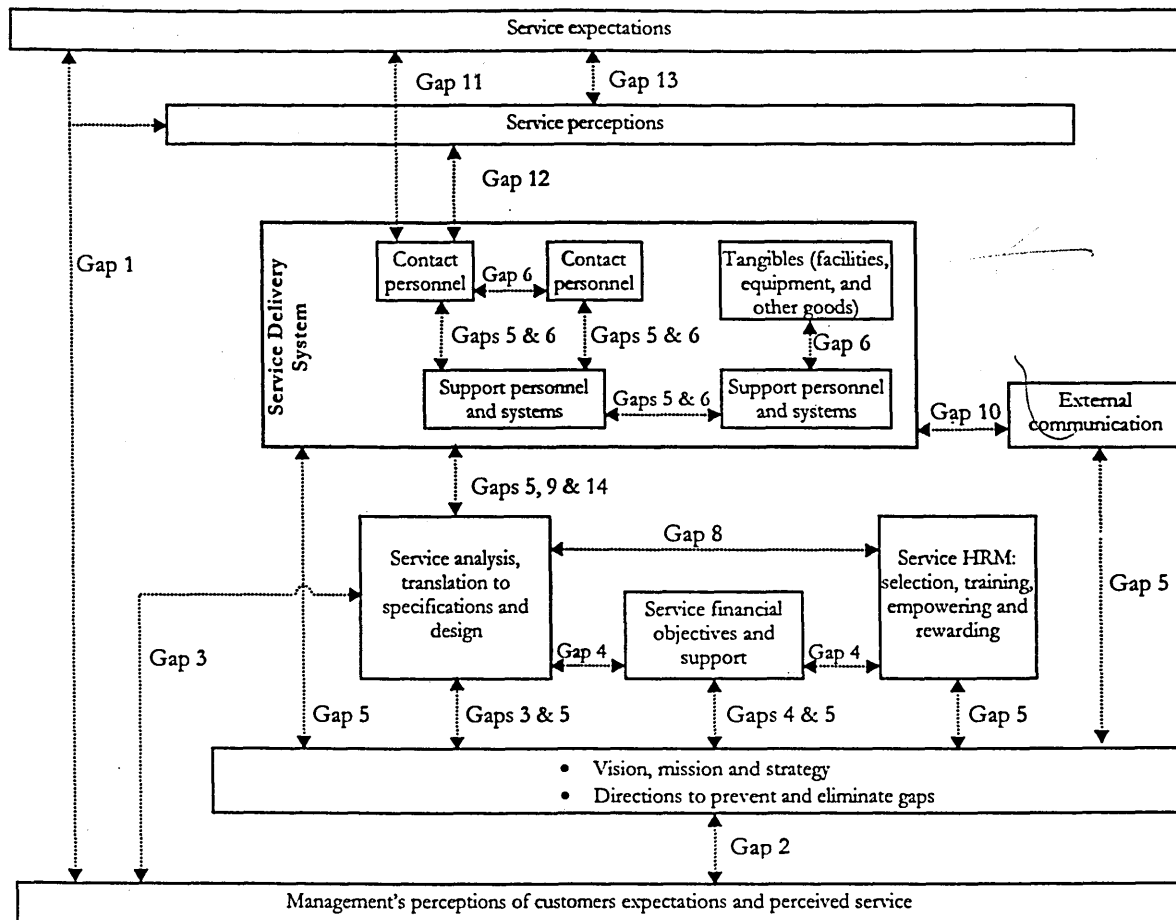 Service expectations
Gap 11
Gap 13
Service perceptions
Gap 12
Gap 1
Service Delivery
System
Contact
personnel
Gap 6
Contact
personnel
Tangibles (facilities,
equipment, and
other goods)
Gaps 5 & 6
Gaps 5 & 6
Gap 6
Support personnel
and systems
Gaps 5 & 6
Support personnel
and systems
Gap 10
External
communication
Gaps 5, 9 & 14
Gap 8
Service analysis,
translation to
specifications and
design
Service HRM:
selection, training,
empowering and
rewarding
Gap 5
Service financial
objectives and
support
Gap 3
Gap 4
Gap 4
Gap 5
Gaps 3 & 5
Gaps 4 & 5
Gap 5
• Vision, mission and strategy
• Directions to prevent and eliminate gaps
Gap 2
Management's perceptions of customers expectations and perceived service